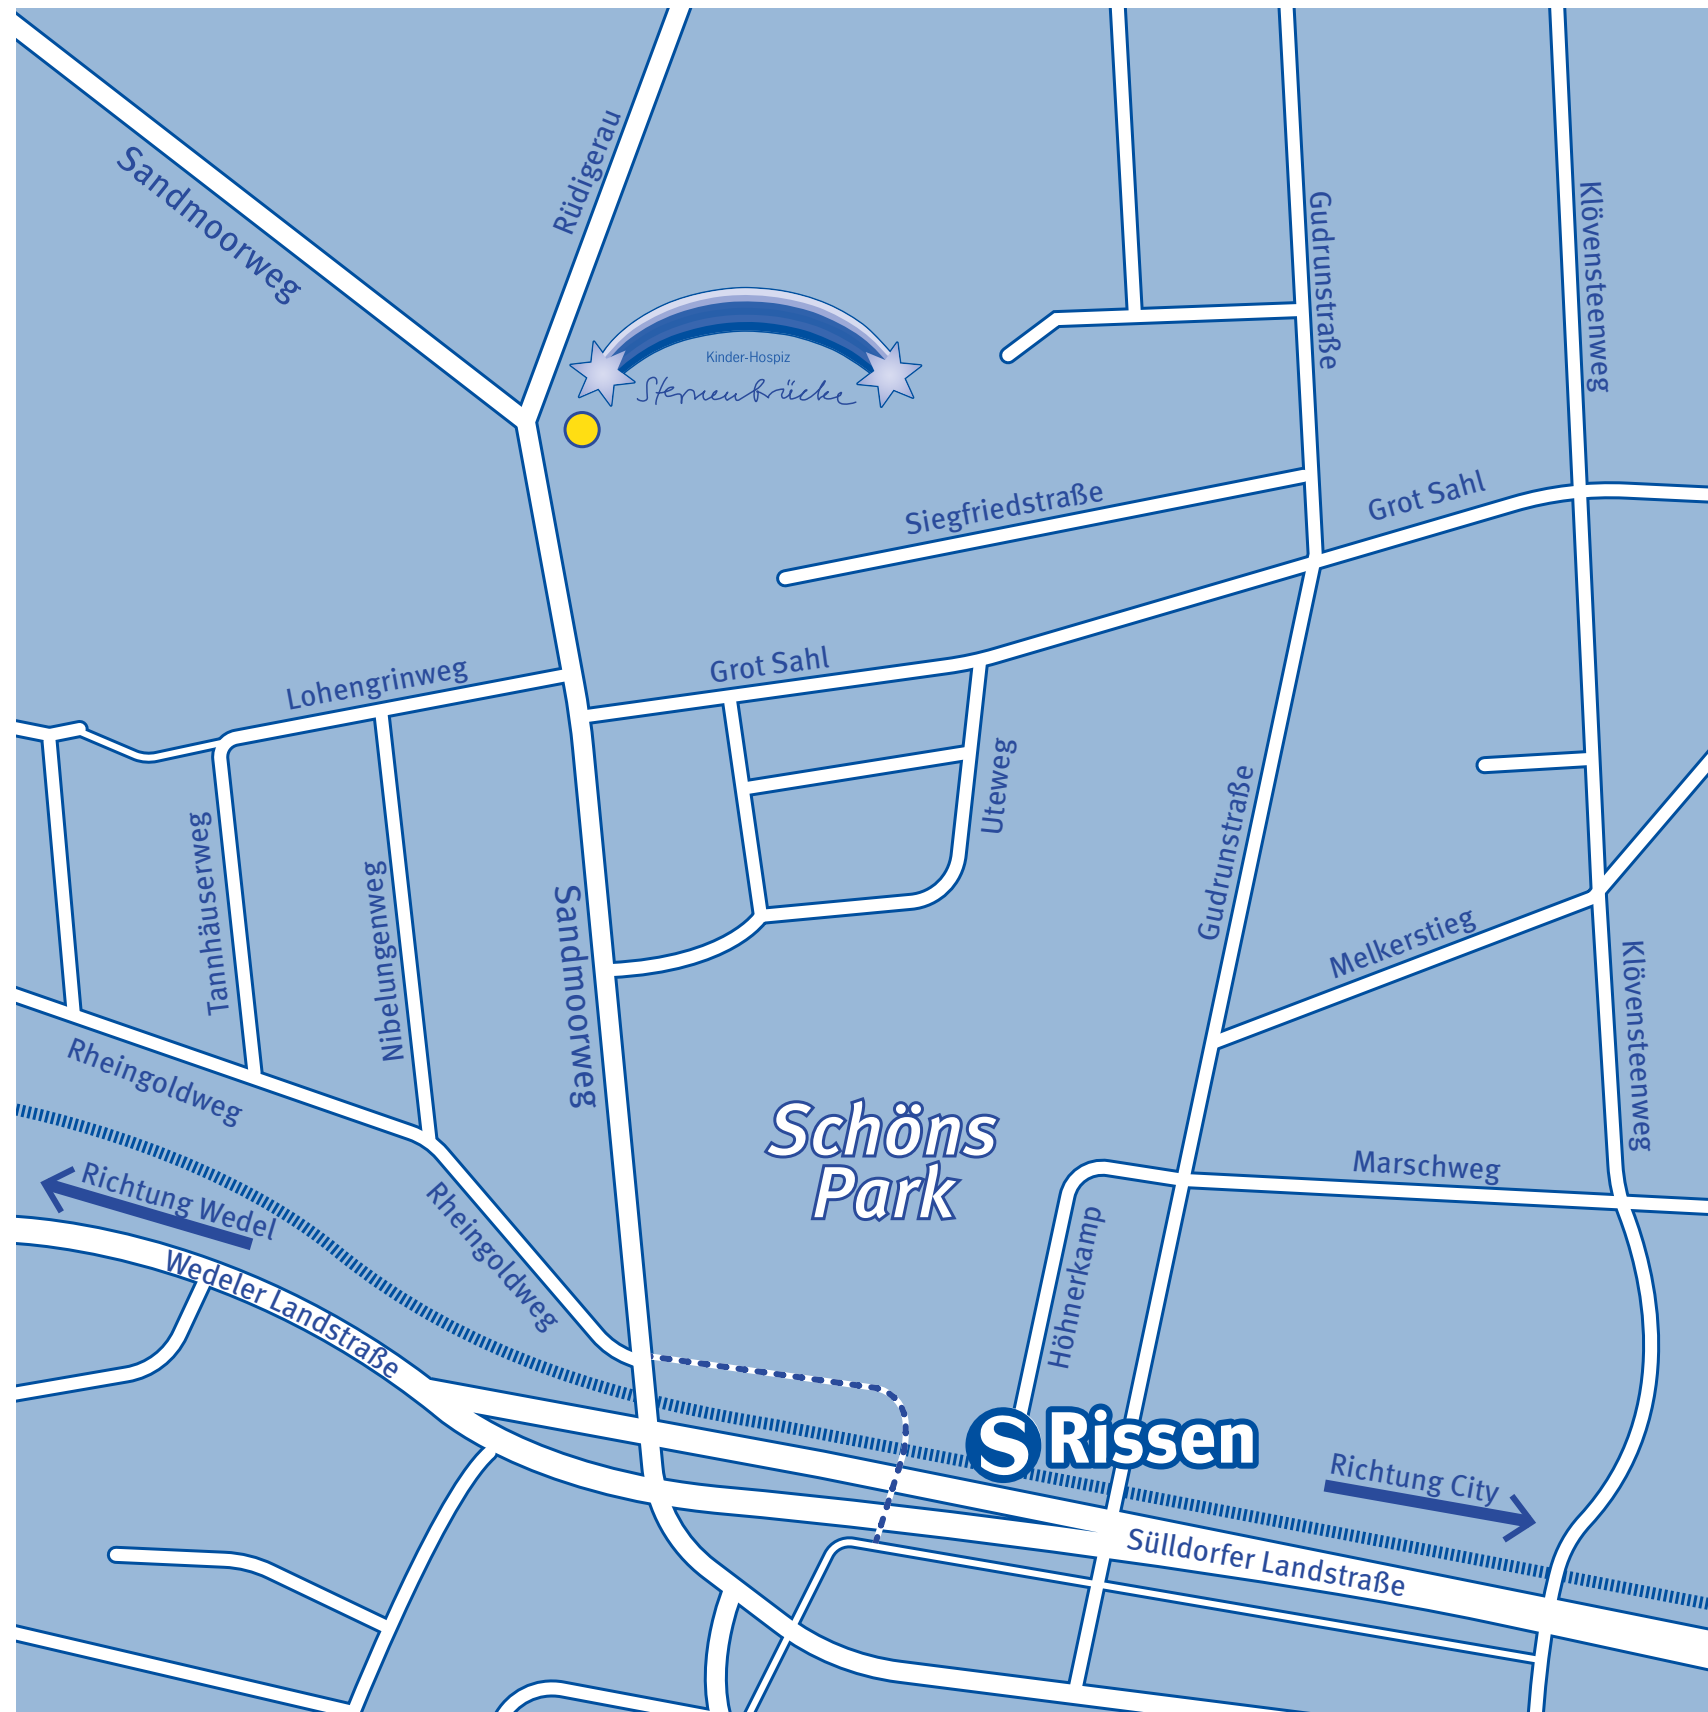 Sandmoorweg
Rüdigerau
Gudrunstraße
Klövensteenweg
Kinder-Hospiz
Sternenbrücke
Siegfriedstraße
Grot Sahl
Lohengrinweg
Grot Sahl
Uteweg
Gudrunstraße
Tannhäuserweg
Nibelungenweg
Sandmoorweg
Melkerstieg
Klövensteenweg
Rheingoldweg
Schöns
Park
Marschweg
Richtung Wedel
Rheingoldweg
Höhnerkamp
Wedeler Landstraße
S Rissen
Richtung City
Sülldorfer Landstraße